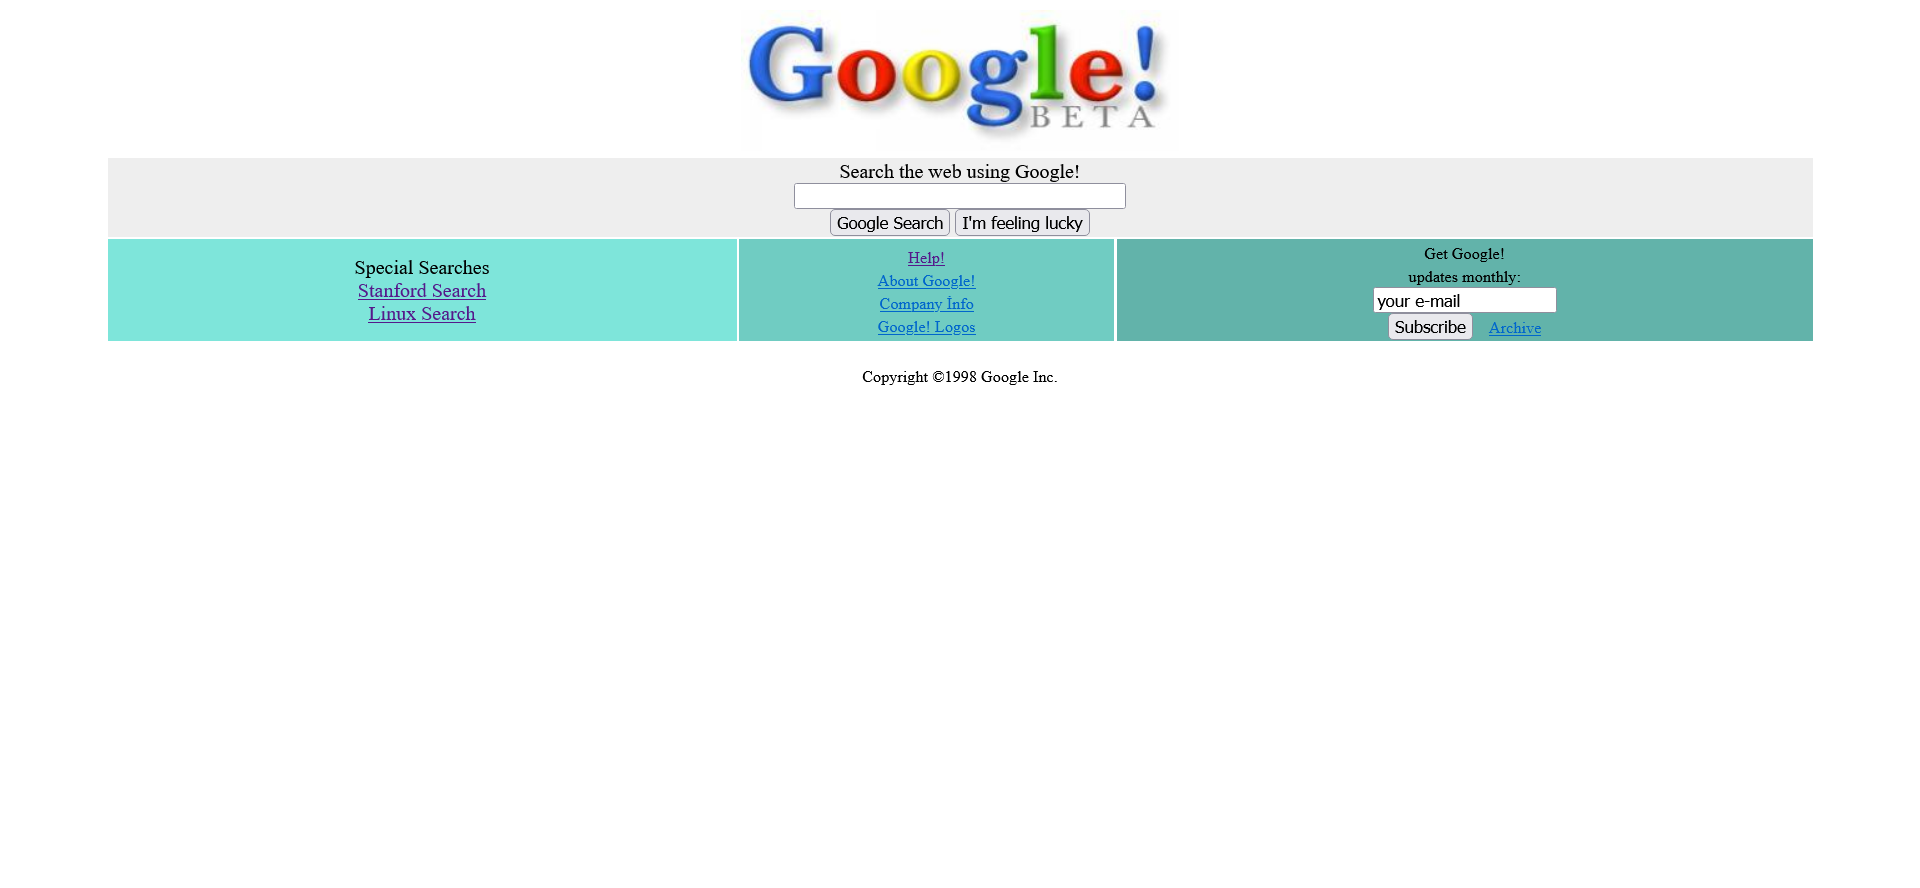 Google!
BETA
Search the web using Google!
Google Search I'm feeling lucky
Special Searches
Stanford Search
Linux Search
Help!
About Google!
Company İnfo
Google! Logos
Get Google!
updates monthly:
your e-mail
Subscribe Archive
Copyright ©1998 Google Inc.